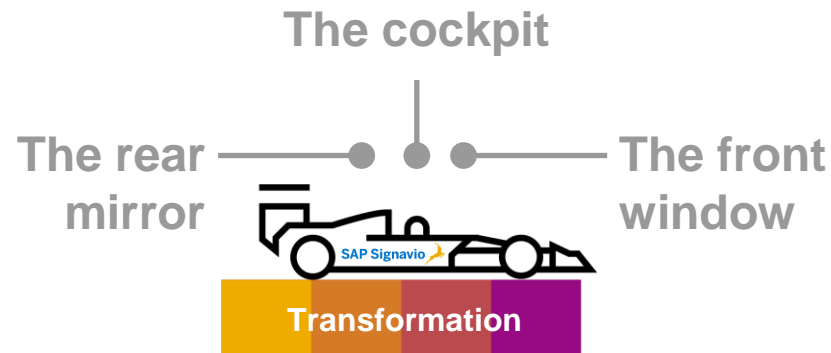 The cockpit
The rear
mirror
The front
window
SAP Signavio
Transformation